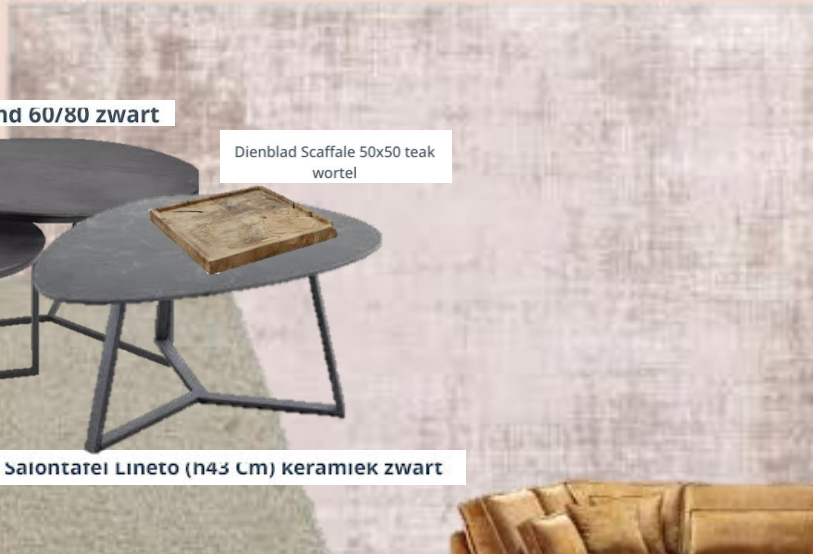 nd 60/80 zwart
Dienblad Scaffale 50x50 teak
wortel
Salontafel Lineto (h43 Cm) keramiek zwart